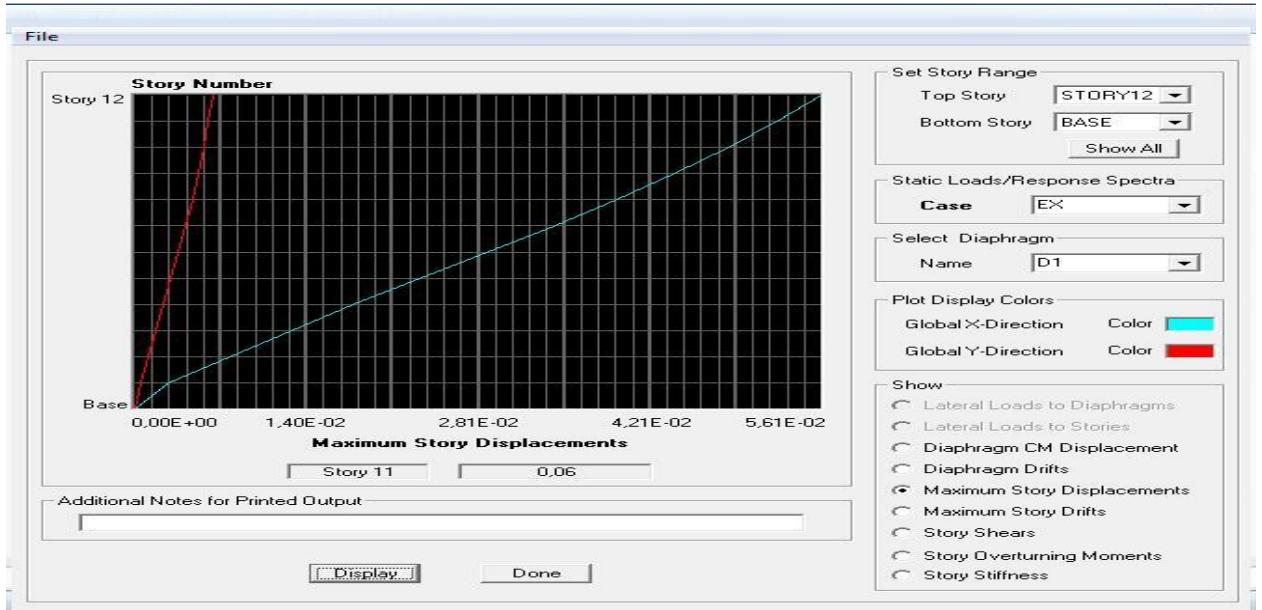 File
Story Number
Story 12
Base
0,00E+00 1,40E-02 2,81E-02 4,21E-02 5,61E-02
Maximum Story Displacements
Story 11 0,06
Additional Notes for Printed Output
Display
Done
Set Story Range
Top Story STORY12
Bottom Story BASE
Show All
Static Loads/Response Spectra
Case EX
Select Diaphragm
Name D1
Plot Display Colors
Global X-Direction Color
Global Y-Direction Color
Show
Lateral Loads to Diaphragms
Lateral Loads to Stories
Diaphragm CM Displacement
Diaphragm Drifts
Maximum Story Displacements
Maximum Story Drifts
Story Shears
Story Overturning Moments
Story Stiffness